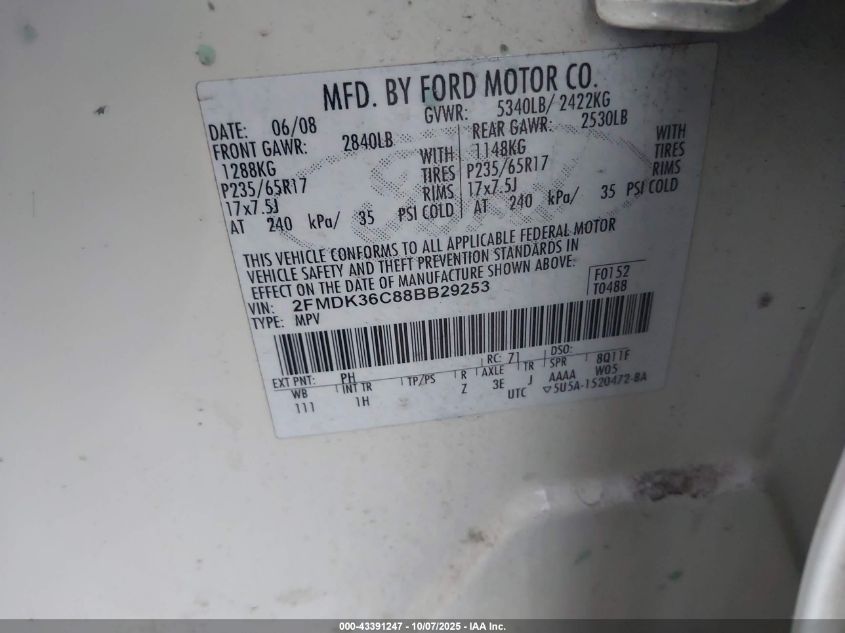 MFD. BY FORD MOTOR CO.
DATE: 06/08 GVWR: 5340LB/ 2422KG
FRONT GAWR: 2840LB REAR GAWR: 2530LB
1288KG WITH 1148KG WITH
P235/65R17 TIRES P235/65R17 TIRES
17x7.5J RIMS 17x7.5J RIMS
AT 240 kPa/ 35 PSI COLD AT 240 kPa/ 35 PSI COLD
THIS VEHICLE CONFORMS TO ALL APPLICABLE FEDERAL MOTOR
VEHICLE SAFETY AND THEFT PREVENTION STANDARDS IN
EFFECT ON THE DATE OF MANUFACTURE SHOWN ABOVE.
VIN: 2FMDK36C88BB29253 F0152
TYPE: MPV T0488
EXT PNT: PH RC: 71 DSO:
WB INT TR TP/PS R AXLE TR SPR 8Q11F
111 1H Z 3E J AAAA W05
UTC ▽5U5A-1520472-BA
000-43391247 - 10/07/2025 - IAA Inc.